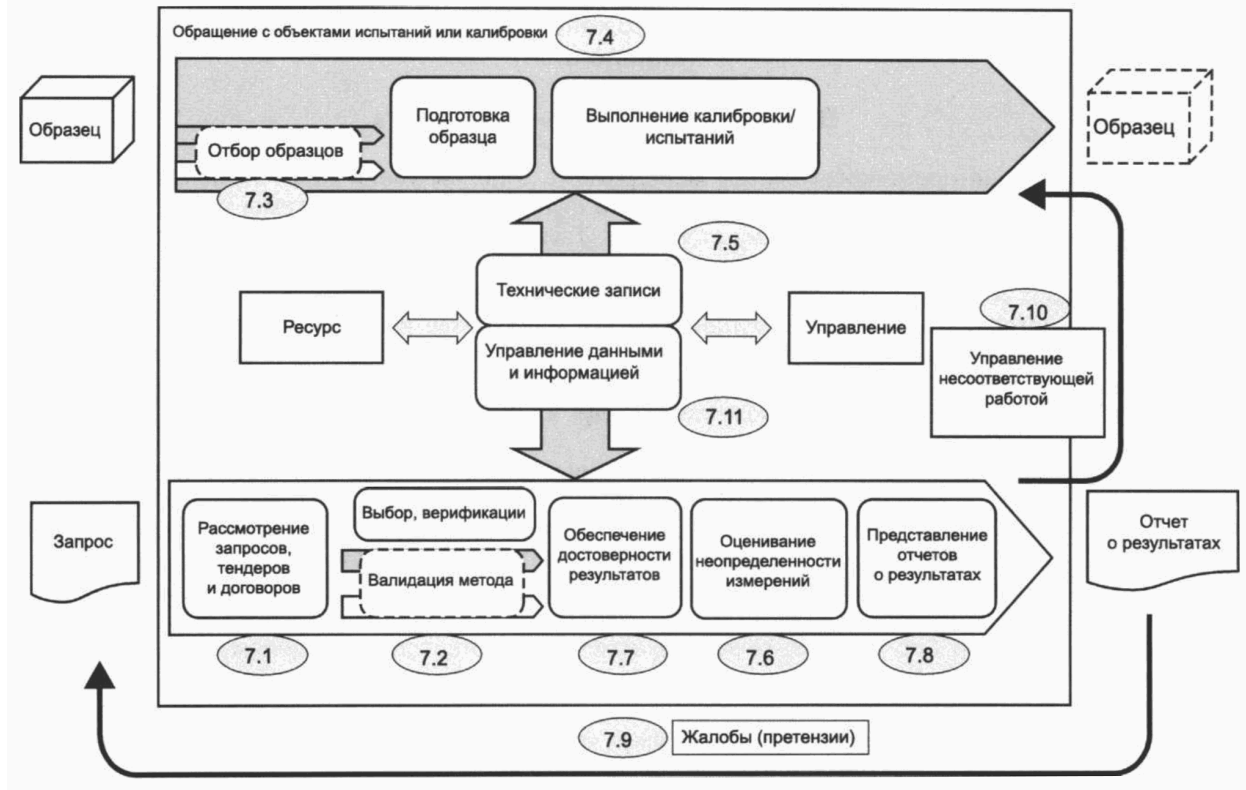 Обращение с объектами испытаний или калибровки
7.4
Образец
Отбор образцов
7.3
Подготовка
образца
Выполнение калибровки/
испытаний
Образец
7.5
Технические записи
Ресурс
Управление
Управление данными
и информацией
7.11
7.10
Управление
несоответствующей
работой
Запрос
Рассмотрение
запросов,
тендеров
и договоров
Выбор, верификации
Валидация метода
Обеспечение
достоверности
результатов
Оценивание
неопределенности
измерений
Представление
отчетов
о результатах
Отчет
о результатах
7.1
7.2
7.7
7.6
7.8
7.9
Жалобы (претензии)